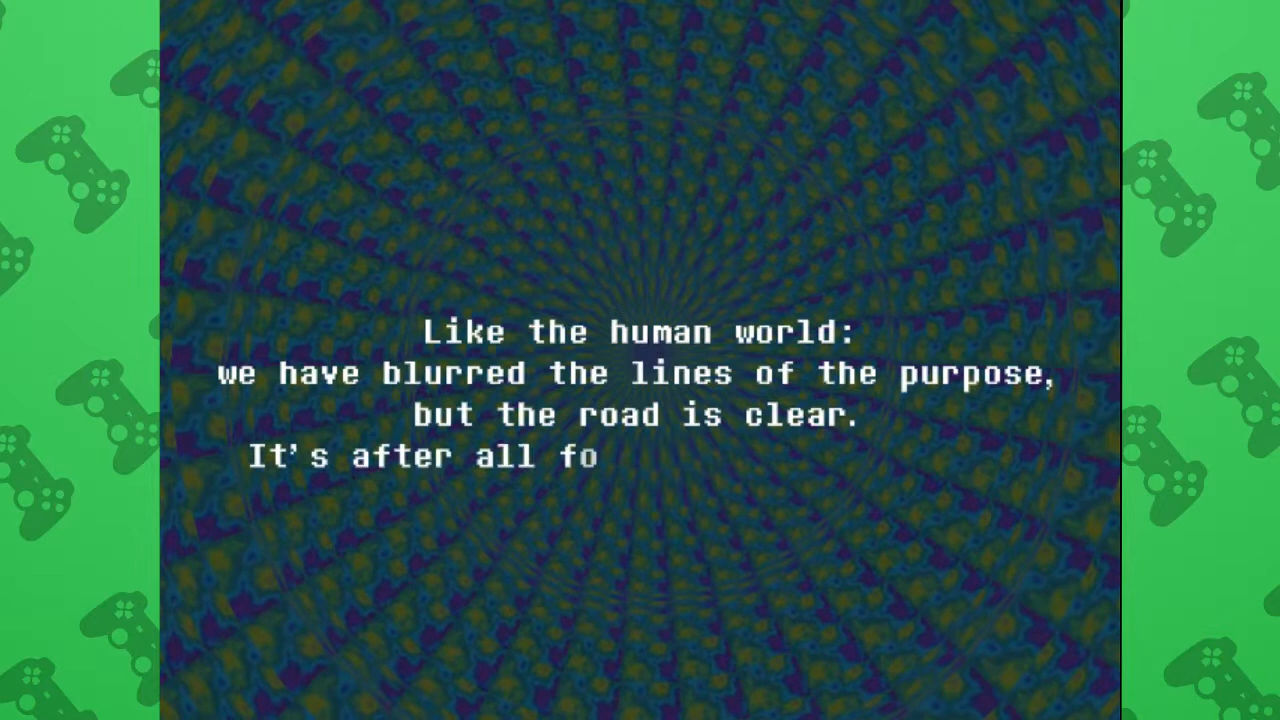 Like the human world:
we have blurred the lines of the purpose,
but the road is clear.
It's after all fo